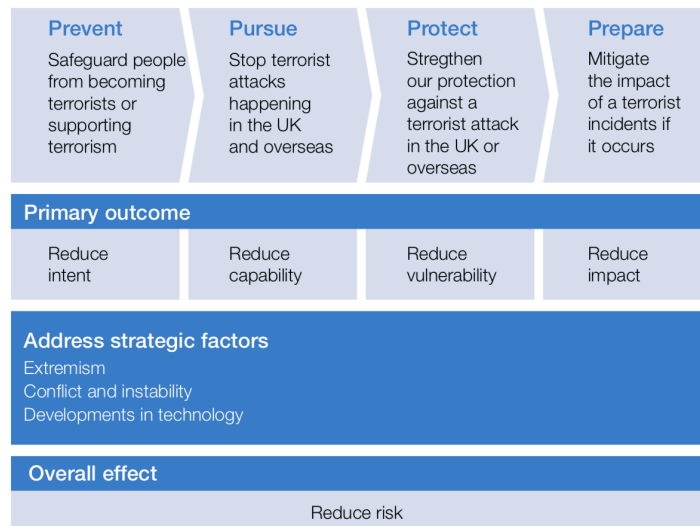 Prevent
Safeguard people
from becoming
terrorists or
supporting
terrorism
Pursue
Stop terrorist
attacks
happening
in the UK
and overseas
Protect
Stregthen
our protection
against a
terrorist attack
in the UK or
overseas
Prepare
Mitigate
the impact
of a terrorist
incidents if
it occurs
Primary outcome
Reduce
intent
Reduce
capability
Reduce
vulnerability
Reduce
impact
Address strategic factors
Extremism
Conflict and instability
Developments in technology
Overall effect
Reduce risk